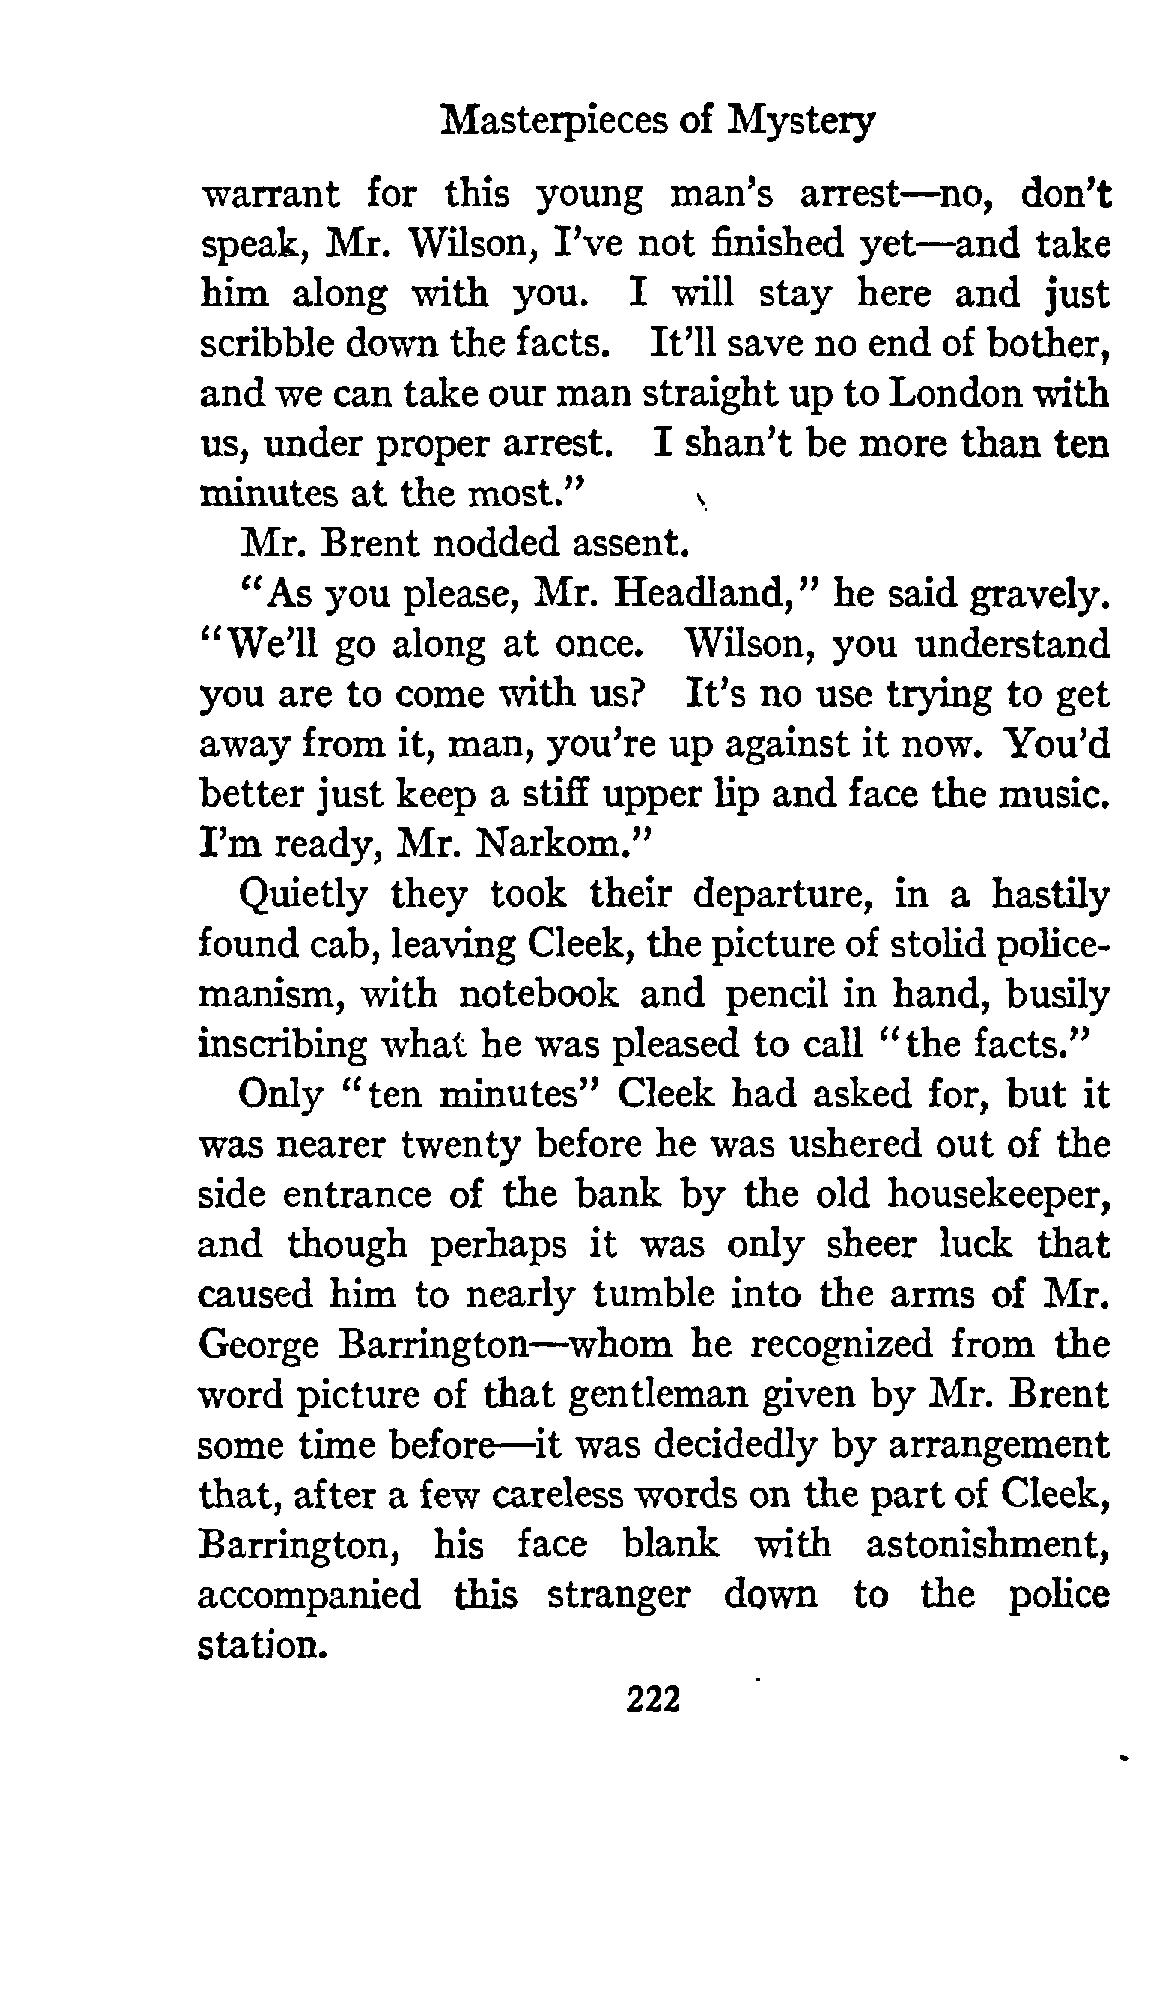 Masterpieces of Mystery
warrant for this young man's arrest—no, don't
speak, Mr. Wilson, I've not finished yet—and take
him along with you. I will stay here and just
scribble down the facts. It'll save no end of bother,
and we can take our man straight up to London with
us, under proper arrest. I shan't be more than ten
minutes at the most."
Mr. Brent nodded assent.
"As you please, Mr. Headland," he said gravely.
"We'll go along at once. Wilson, you understand
you are to come with us? It's no use trying to get
away from it, man, you're up against it now. You'd
better just keep a stiff upper lip and face the music.
I'm ready, Mr. Narkom."
Quietly they took their departure, in a hastily
found cab, leaving Cleek, the picture of stolid police-
manism, with notebook and pencil in hand, busily
inscribing what he was pleased to call "the facts."
Only "ten minutes" Cleek had asked for, but it
was nearer twenty before he was ushered out of the
side entrance of the bank by the old housekeeper,
and though perhaps it was only sheer luck that
caused him to nearly tumble into the arms of Mr.
George Barrington—whom he recognized from the
word picture of that gentleman given by Mr. Brent
some time before—it was decidedly by arrangement
that, after a few careless words on the part of Cleek,
Barrington, his face blank with astonishment,
accompanied this stranger down to the police
station.
222